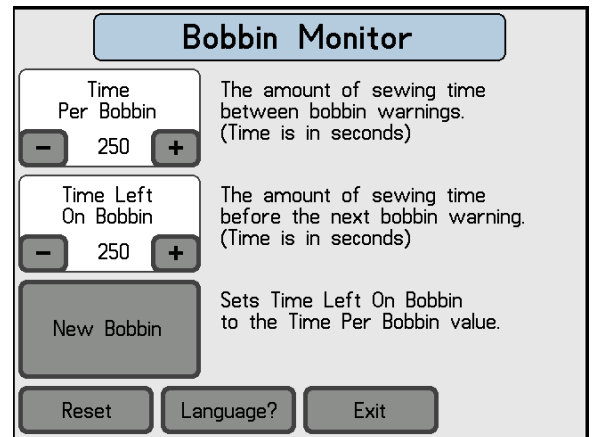 Bobbin Monitor
Time
Per Bobbin
- 250 +
The amount of sewing time
between bobbin warnings.
(Time is in seconds)
Time Left
On Bobbin
- 250 +
The amount of sewing time
before the next bobbin warning.
(Time is in seconds)
New Bobbin
Sets Time Left On Bobbin
to the Time Per Bobbin value.
Reset Language? Exit